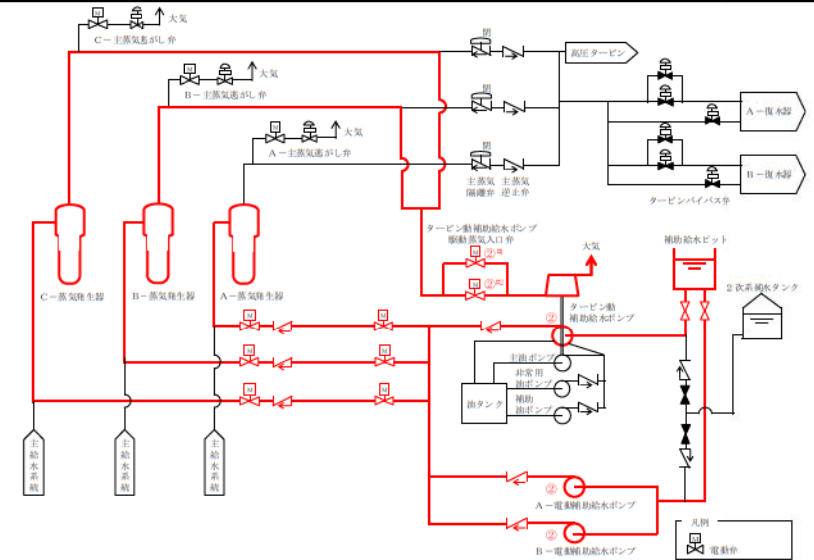 M
大気
C－主蒸気逃がし弁
M
大気
B－主蒸気逃がし弁
M
大気
A－主蒸気逃がし弁
閉
閉
閉
主蒸気
隔離弁
主蒸気
逆止弁
高圧タービン
A－復水器
B－復水器
タービンバイパス弁
C－蒸気発生器
B－蒸気発生器
A－蒸気発生器
タービン動補助給水ポンプ
駆動蒸気入口弁
M
②
M
②
大気
補助給水ピット
2次系純水タンク
タービン動
補助給水ポンプ
②
M
M
M
M
M
M
主油ポンプ
非常用
油ポンプ
補助
油ポンプ
油タンク
主給水系統
主給水系統
主給水系統
②
A－電動補助給水ポンプ
②
B－電動補助給水ポンプ
凡例
M
電動弁